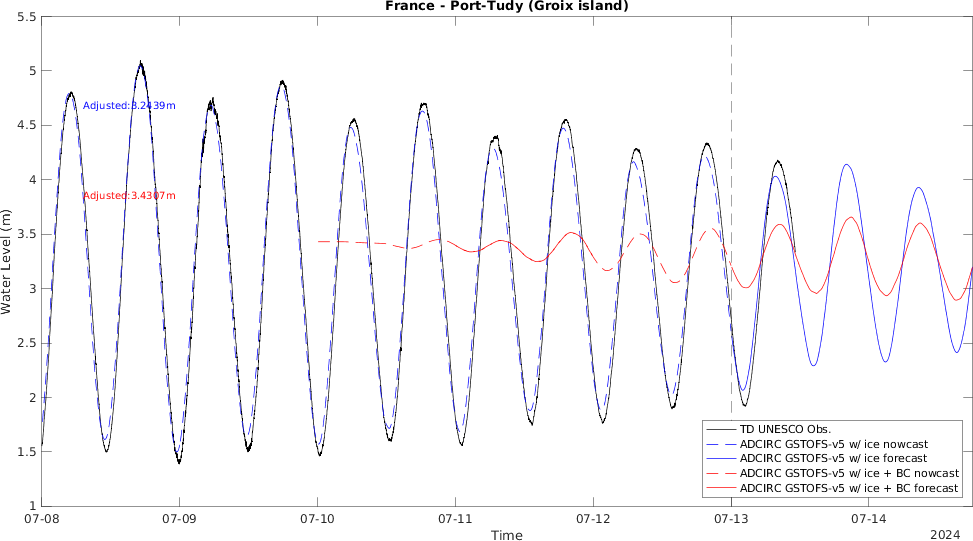 France - Port-Tudy (Groix island)
5.5
5
4.5
4
3.5
3
2.5
2
1.5
1
Water Level (m)
Adjusted:3.2439m
Adjusted:3.4307m
TD UNESCO Obs.
ADCIRC GSTOFS-v5 w/ ice nowcast
ADCIRC GSTOFS-v5 w/ ice forecast
ADCIRC GSTOFS-v5 w/ ice + BC nowcast
ADCIRC GSTOFS-v5 w/ ice + BC forecast
07-08 07-09 07-10 07-11 07-12 07-13 07-14
Time
2024